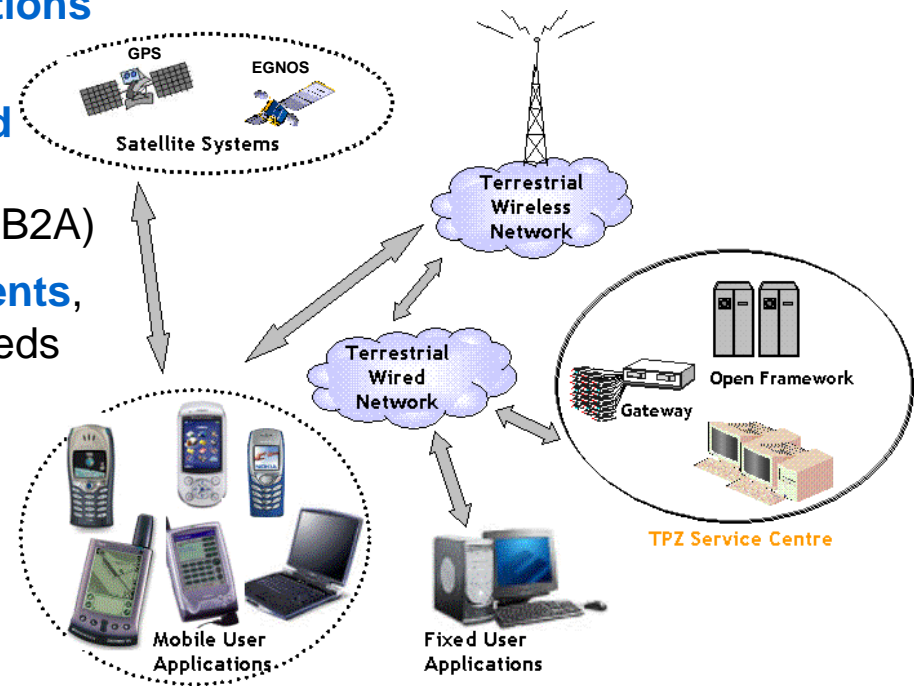 tions
d
B2A)
ents,
eds
GPS
EGNOS
Satellite Systems
Terrestrial
Wireless
Network
Terrestrial
Wired
Network
Open Framework
Gateway
TPZ Service Centre
Mobile User
Applications
Fixed User
Applications